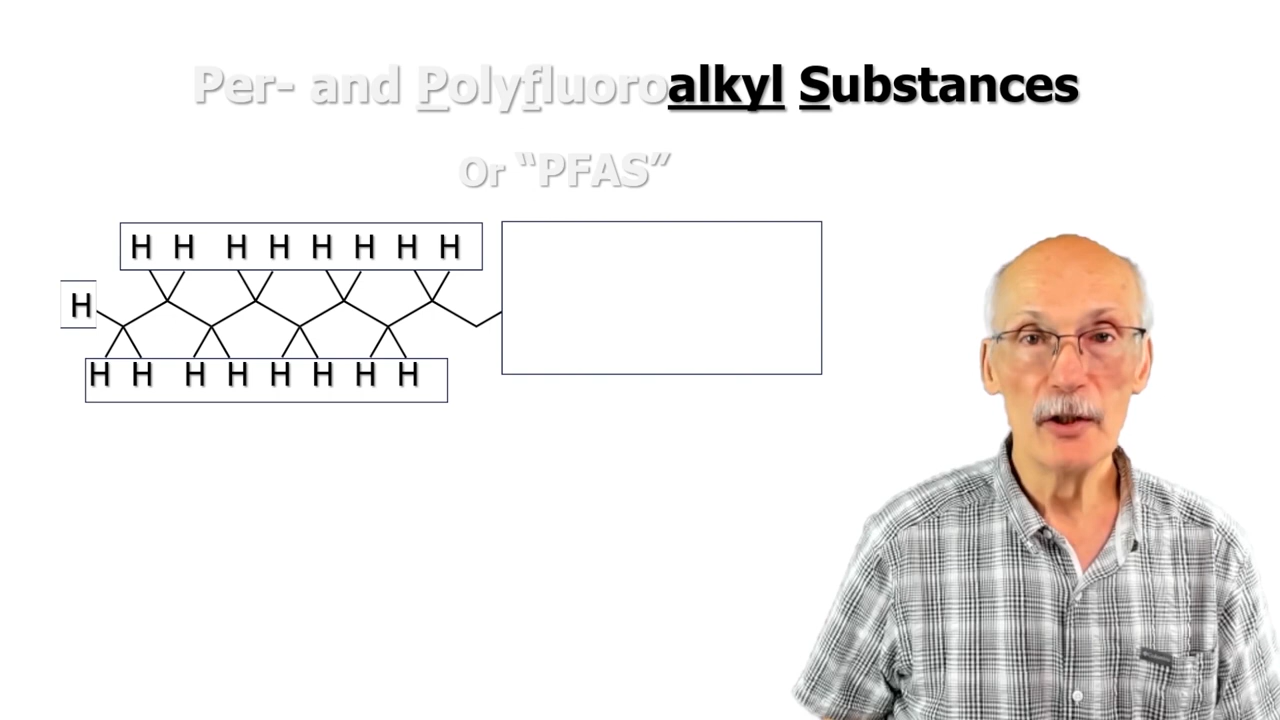 Per- and Polyfluoroalkyl Substances
Or “PFAS”
H H H H H H H H
H
H H H H H H H H